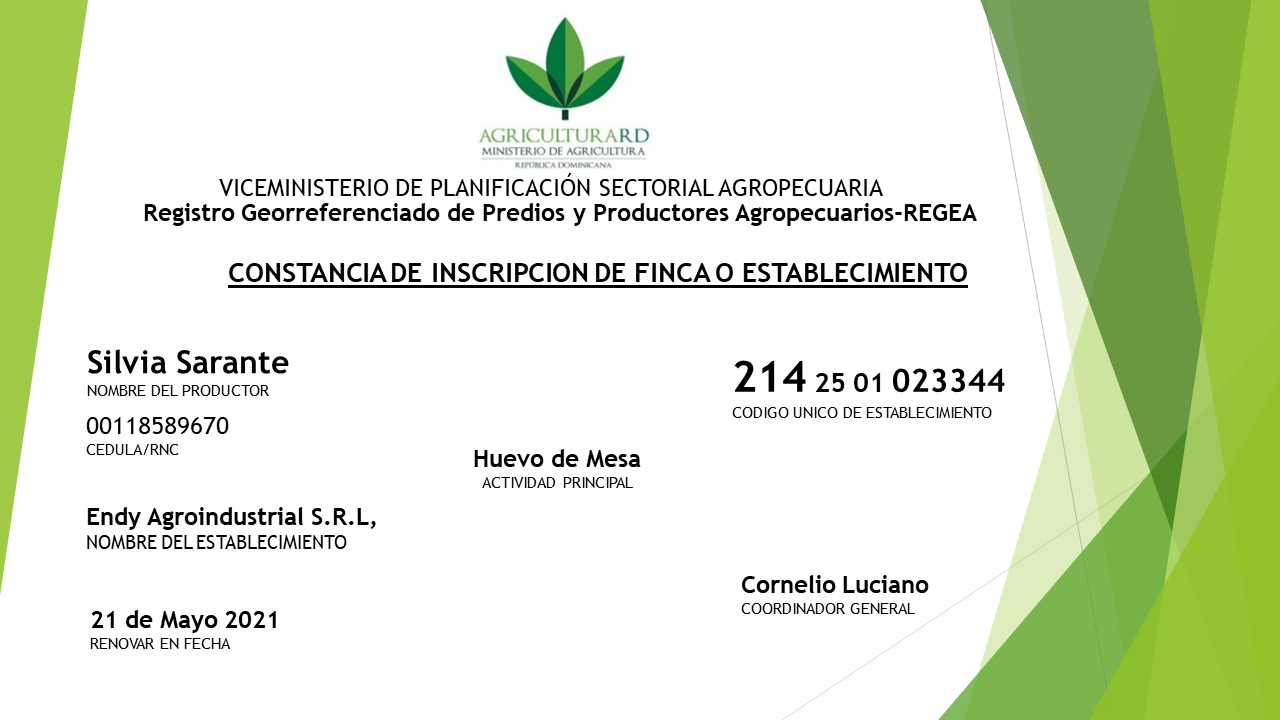 AGRICULTURARD
MINISTERIO DE AGRICULTURA
REPÚBLICA DOMINICANA
VICEMINISTERIO DE PLANIFICACIÓN SECTORIAL AGROPECUARIA
Registro Georreferenciado de Predios y Productores Agropecuarios-REGEA
CONSTANCIA DE INSCRIPCION DE FINCA O ESTABLECIMIENTO
Silvia Sarante
NOMBRE DEL PRODUCTOR
00118589670
CEDULA/RNC
214 25 01 023344
CODIGO UNICO DE ESTABLECIMIENTO
Huevo de Mesa
ACTIVIDAD PRINCIPAL
Endy Agroindustrial S.R.L,
NOMBRE DEL ESTABLECIMIENTO
Cornelio Luciano
COORDINADOR GENERAL
21 de Mayo 2021
RENOVAR EN FECHA